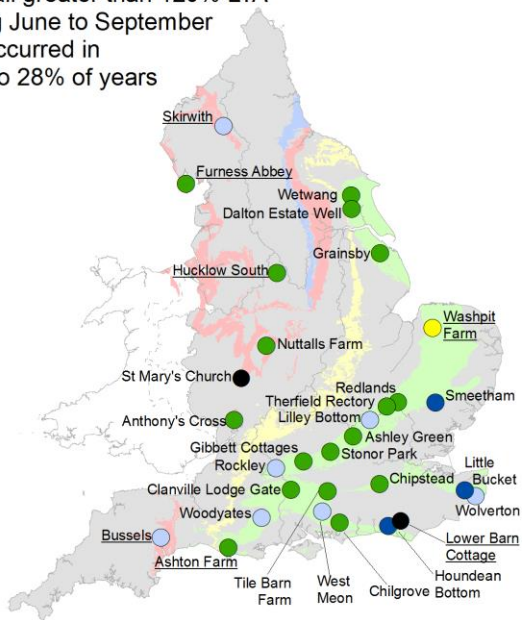 June to September
occurred in
to 28% of years
Skirwith
Furness Abbey
Wetwang
Dalton Estate Well
Grainsby
Hucklow South
Washpit
Farm
Nuttalls Farm
St Mary's Church
Redlands
Therfield Rectory
Smeetham
Anthony's Cross
Lilley Bottom
Ashley Green
Gibbett Cottages
Stonor Park
Rockley
Little
Bucket
Clanville Lodge Gate
Chipstead
Wolverton
Woodyates
Bussels
Lower Barn
Cottage
Ashton Farm
Houndean
Bottom
Tile Barn
Farm
West
Meon
Chilgrove